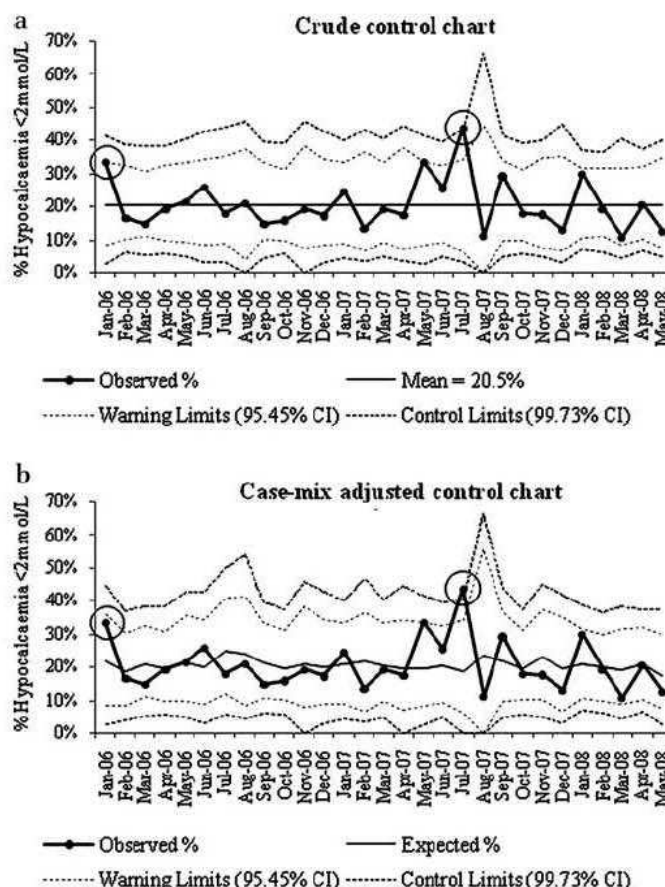 a
Crude control chart
% Hypocalcaemia <2mmol/L
70%
60%
50%
40%
30%
20%
10%
0%
Jan-06
Feb-06
Mar-06
Apr-06
May-06
Jun-06
Jul-06
Aug-06
Sep-06
Oct-06
Nov-06
Dec-06
Jan-07
Feb-07
Mar-07
Apr-07
May-07
Jun-07
Jul-07
Aug-07
Sep-07
Oct-07
Nov-07
Dec-07
Jan-08
Feb-08
Mar-08
Apr-08
May-08
Observed % Mean = 20.5%
Warning Limits (95.45% CI) Control Limits (99.73% CI)
b
Case-mix adjusted control chart
% Hypocalcaemia <2mmol/L
70%
60%
50%
40%
30%
20%
10%
0%
Jan-06
Feb-06
Mar-06
Apr-06
May-06
Jun-06
Jul-06
Aug-06
Sep-06
Oct-06
Nov-06
Dec-06
Jan-07
Feb-07
Mar-07
Apr-07
May-07
Jun-07
Jul-07
Aug-07
Sep-07
Oct-07
Nov-07
Dec-07
Jan-08
Feb-08
Mar-08
Apr-08
May-08
Observed % Expected %
Warning Limits (95.45% CI) Control Limits (99.73% CI)